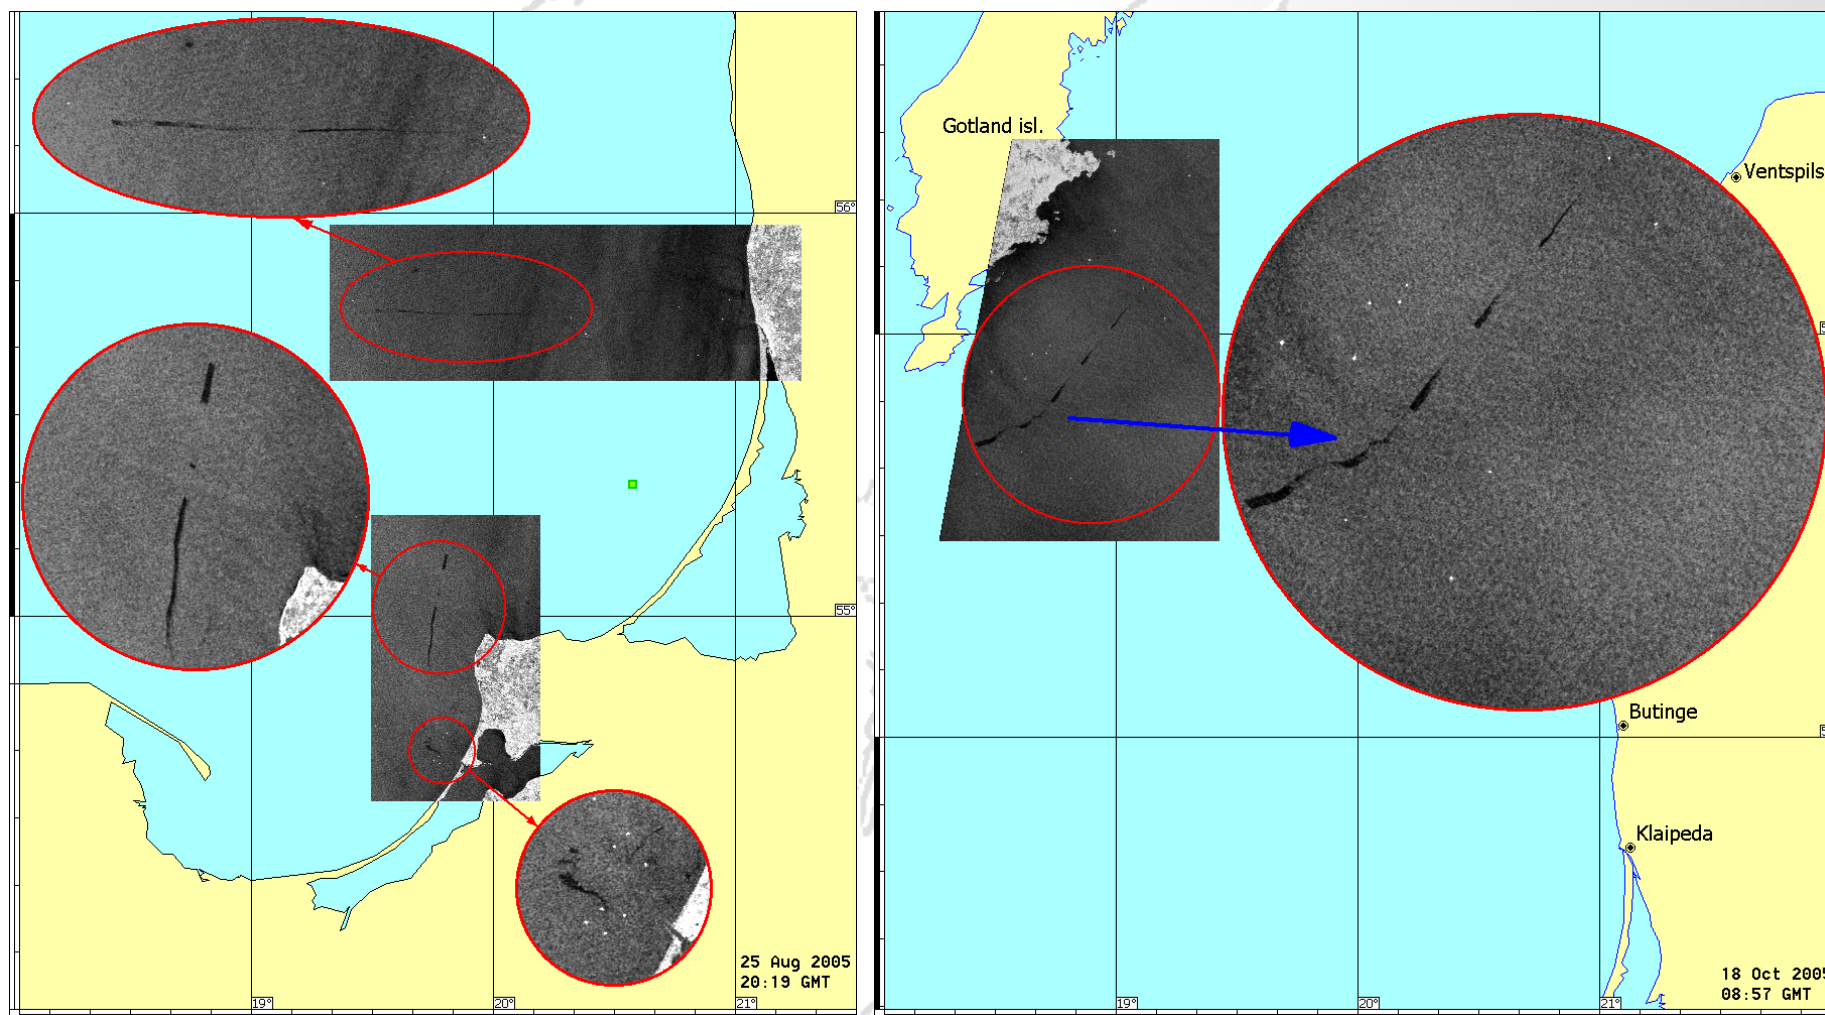 56°
55°
25 Aug 2005
20:19 GMT
19°
20°
21°
Gotland isl.
Ventspils
Butinge
Klaipeda
18 Oct 2005
08:57 GMT
19°
20°
21°